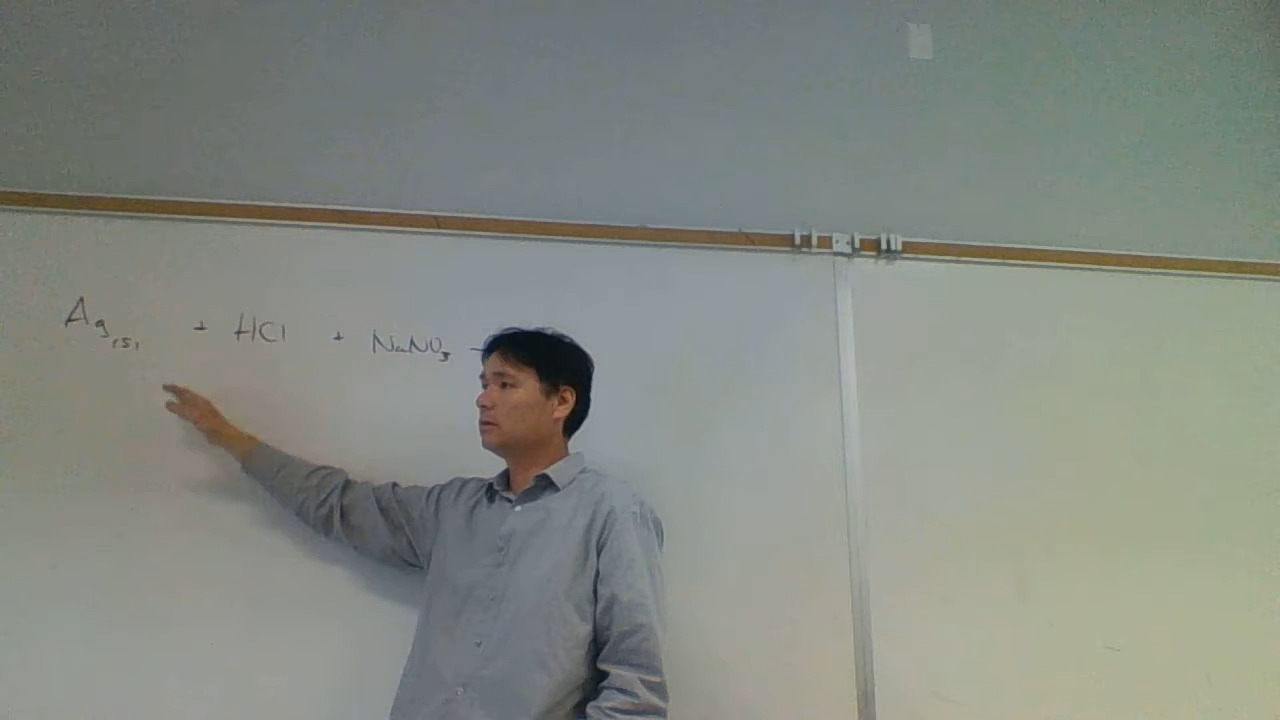 Ag(s) + HCl + NaNO₃ –